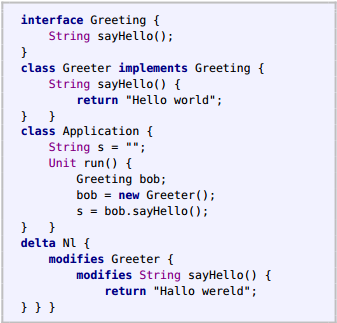 interface Greeting {
    String sayHello();
}
class Greeter implements Greeting {
    String sayHello() {
        return "Hello world";
}   }
class Application {
    String s = "";
    Unit run() {
        Greeting bob;
        bob = new Greeter();
        s = bob.sayHello();
}   }
delta Nl {
    modifies Greeter {
        modifies String sayHello() {
            return "Hallo wereld";
} } }